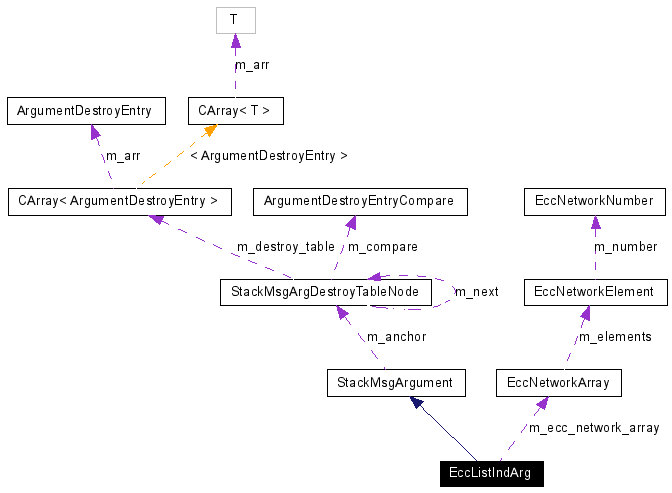 T
m_arr
ArgumentDestroyEntry
CArray< T >
m_arr
< ArgumentDestroyEntry >
CArray< ArgumentDestroyEntry >
ArgumentDestroyEntryCompare
EccNetworkNumber
m_destroy_table
m_compare
m_number
StackMsgArgDestroyTableNode
m_next
EccNetworkElement
m_anchor
m_elements
StackMsgArgument
EccNetworkArray
m_ecc_network_array
EccListIndArg